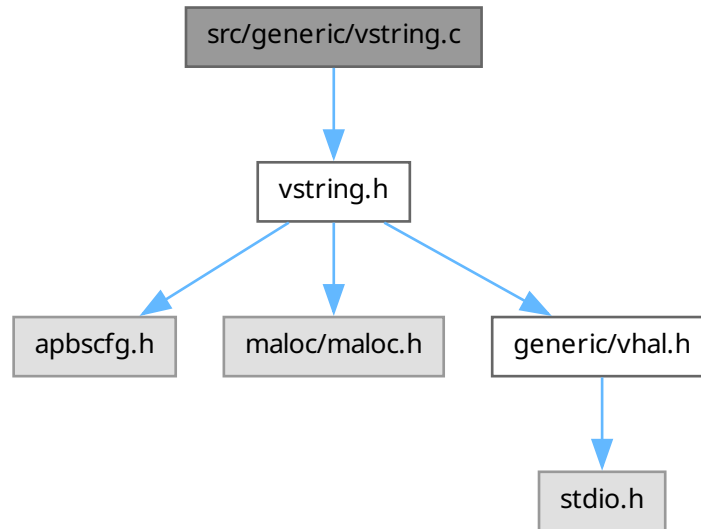 src/generic/vstring.c
vstring.h
apbscfg.h
maloc/maloc.h
generic/vhal.h
stdio.h